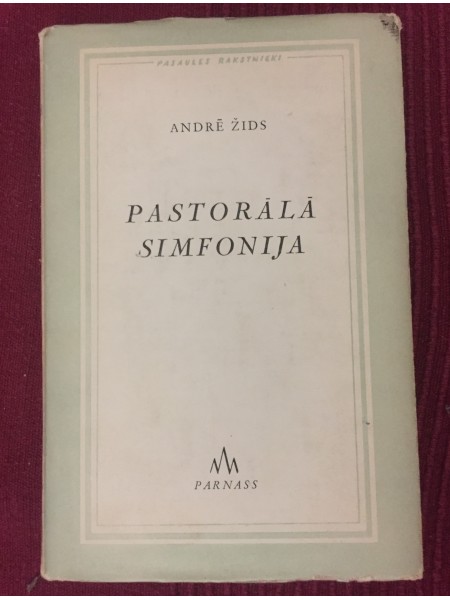 PASAULES RAKSTNIEKI
ANDRĒ ŽIDS
PASTORĀLĀ
SIMFONIJA
PARNASS